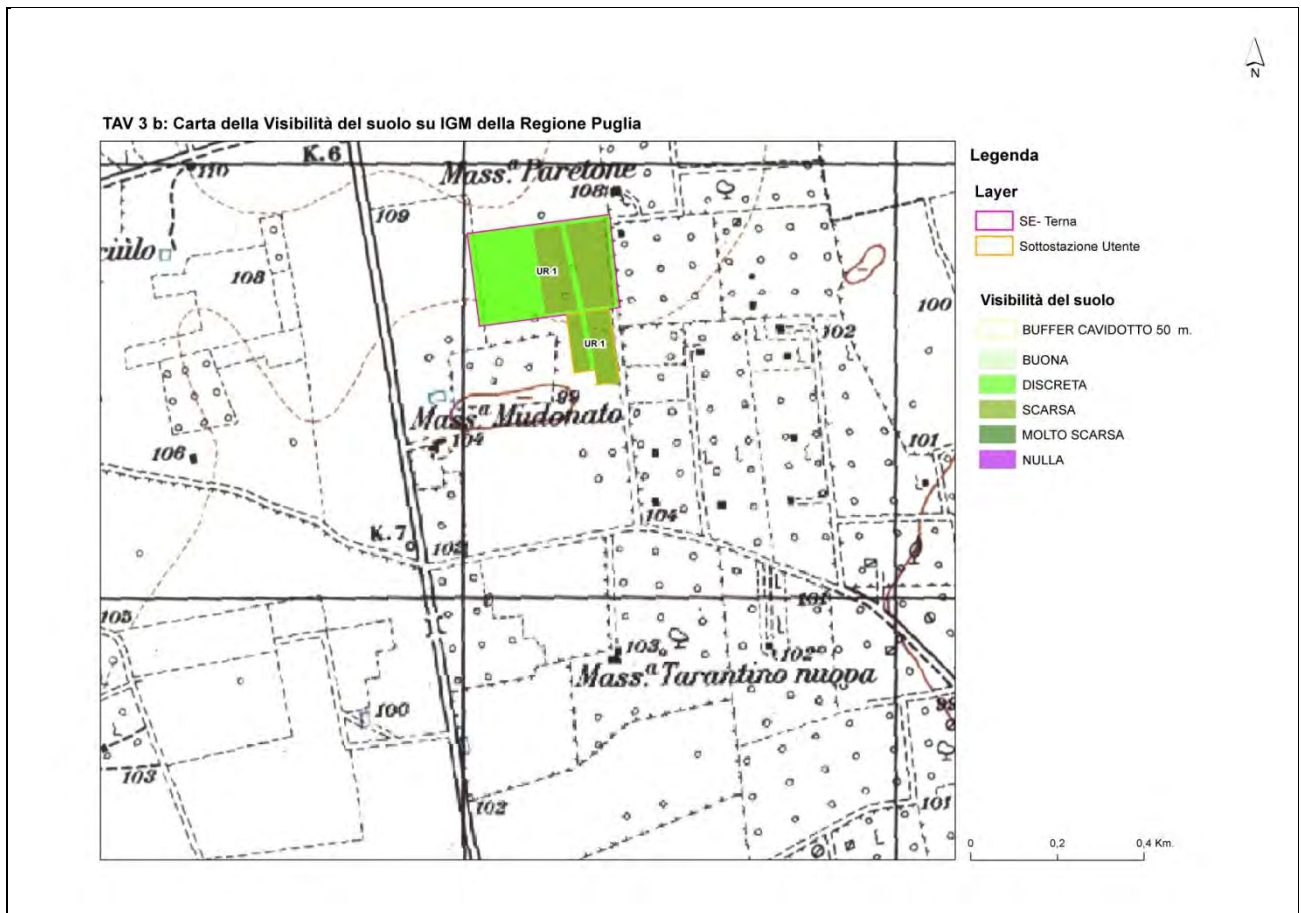 N
TAV 3 b: Carta della Visibilità del suolo su IGM della Regione Puglia
K.6
110
Mass.ª Paretone
108
109
108
UR 1
100
102
UR 1
99
Mass.ª Mudonato
104
101
106
104
K.7
103
105
101
103
102
Mass.ª Tarantino nuova
99
100
103
102
101
Legenda
Layer
SE- Terna
Sottostazione Utente
Visibilità del suolo
BUFFER CAVIDOTTO 50 m.
BUONA
DISCRETA
SCARSA
MOLTO SCARSA
NULLA
0 0,2 0,4 Km.